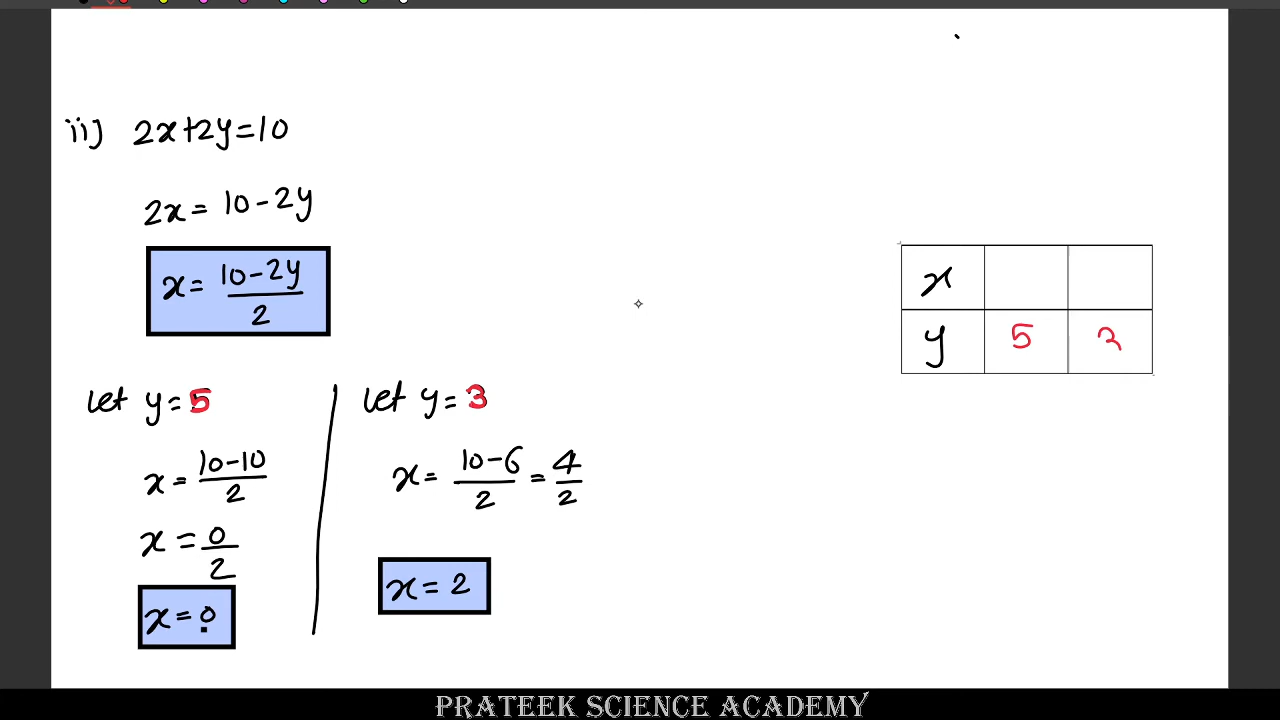 ii) 2x+2y=10
2x = 10-2y
x = 10-2y / 2
let y = 5
x = 10-10 / 2
x = 0 / 2
x = 0
let y = 3
x = 10-6 / 2 = 4 / 2
x = 2
x
y 5 3
PRATEEK SCIENCE ACADEMY